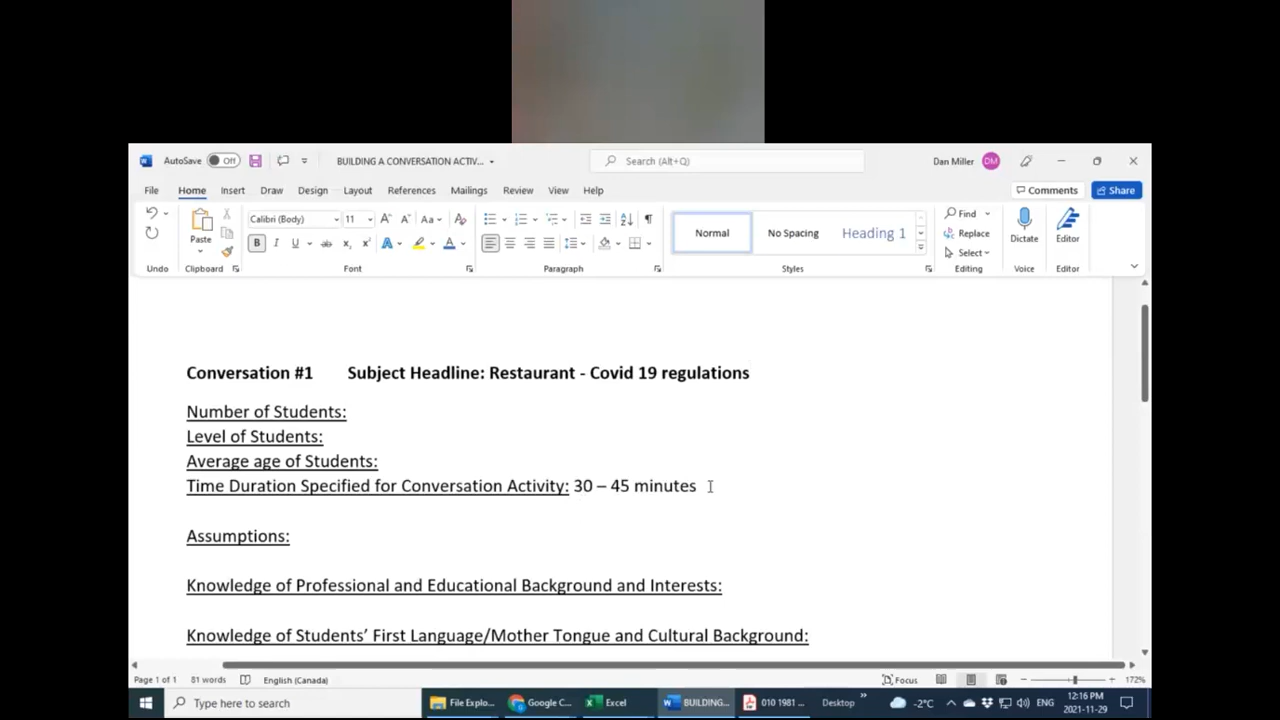 AutoSave Off BUILDING A CONVERSATION ACTIV... Search (Alt+Q) Dan Miller DM
File Home Insert Draw Design Layout References Mailings Review View Help Comments Share
Calibri (Body) 11 A A Aa A
Paste
B I U ab x₂ x² A A
Normal No Spacing Heading 1
Find
Replace
Select
Dictate Editor
Undo Clipboard Font Paragraph Styles Editing Voice Editor
Conversation #1 Subject Headline: Restaurant - Covid 19 regulations
Number of Students:
Level of Students:
Average age of Students:
Time Duration Specified for Conversation Activity: 30 – 45 minutes
Assumptions:
Knowledge of Professional and Educational Background and Interests:
Knowledge of Students’ First Language/Mother Tongue and Cultural Background:
Page 1 of 1 81 words English (Canada) Focus 172%
Type here to search File Explo... Google C... Excel BUILDING... 010 1981 ... Desktop -2°C ENG 12:16 PM
2021-11-29